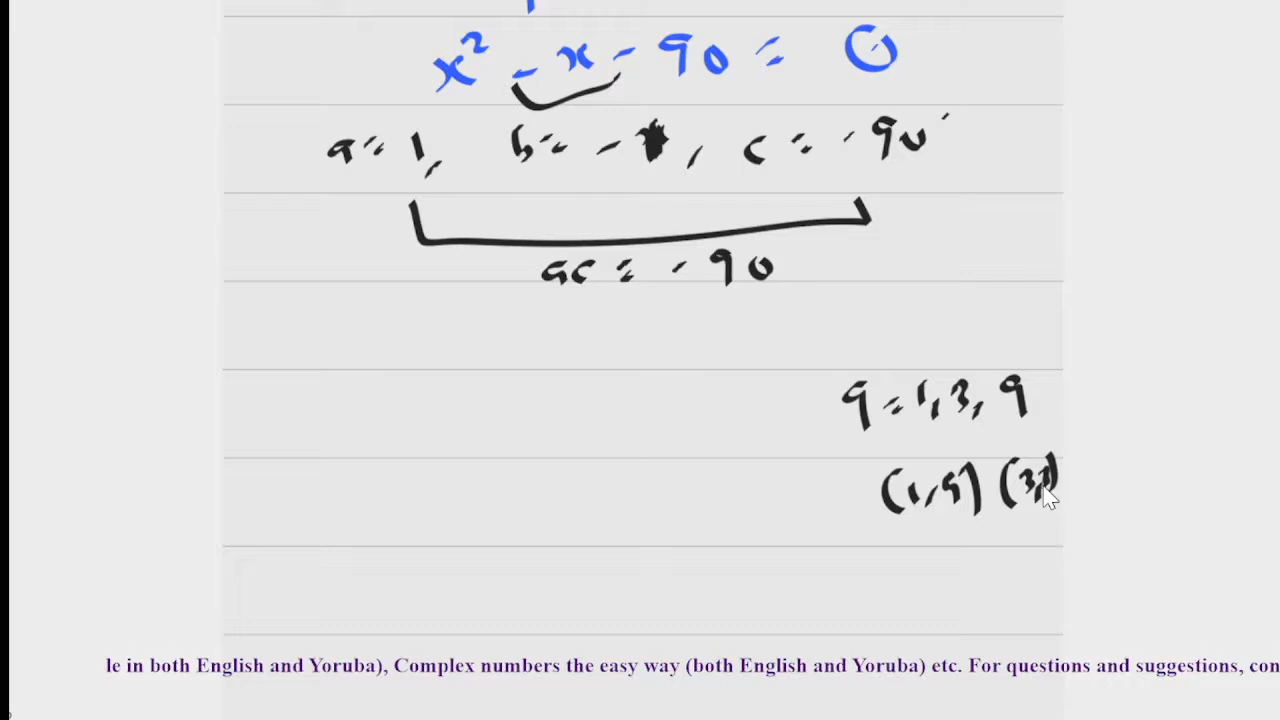 x² - x - 90 = 0
a = 1, b = -1, c = -90
ac = -90
9 = 1, 3, 9
(1, 9) (3,
le in both English and Yoruba), Complex numbers the easy way (both English and Yoruba) etc. For questions and suggestions, con